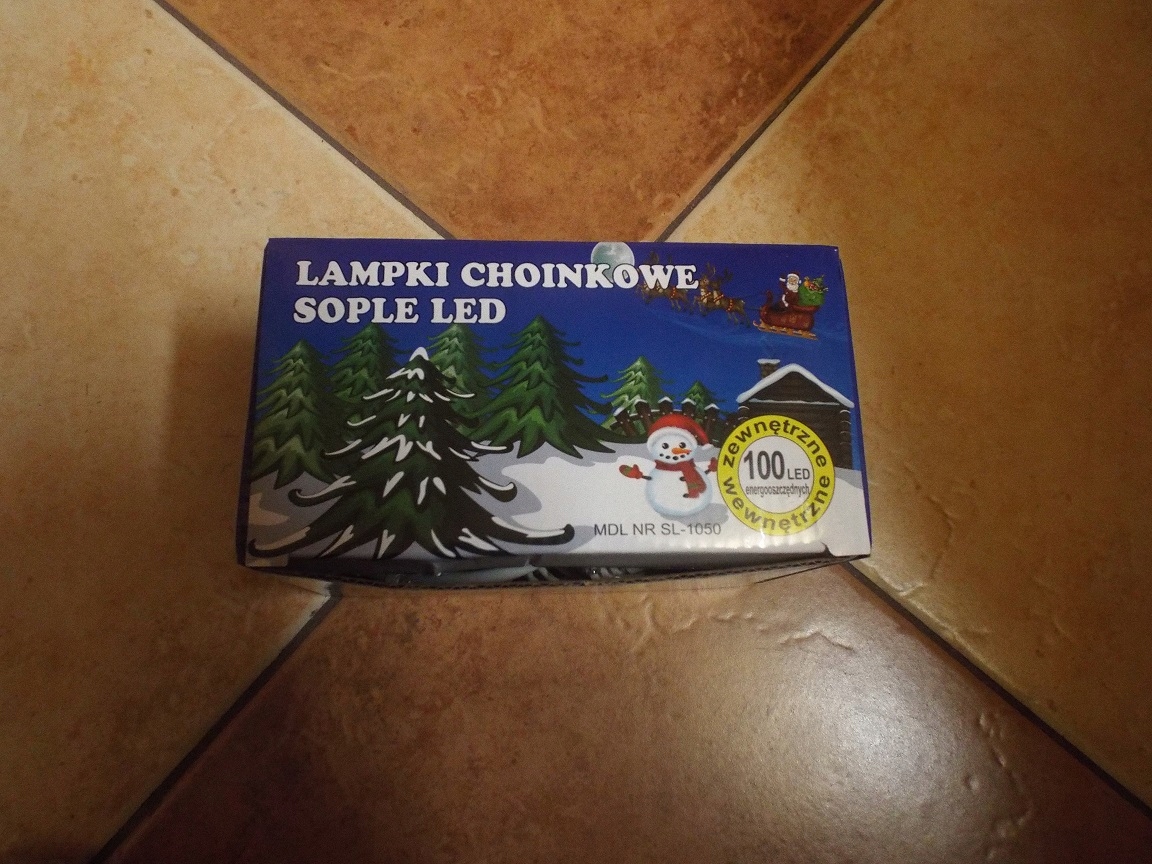 LAMPKI CHOINKOWE
SOPLE LED
zewnętrzne
100 LED
energooszczędnych
wewnętrzne
MDL NR SL-1050